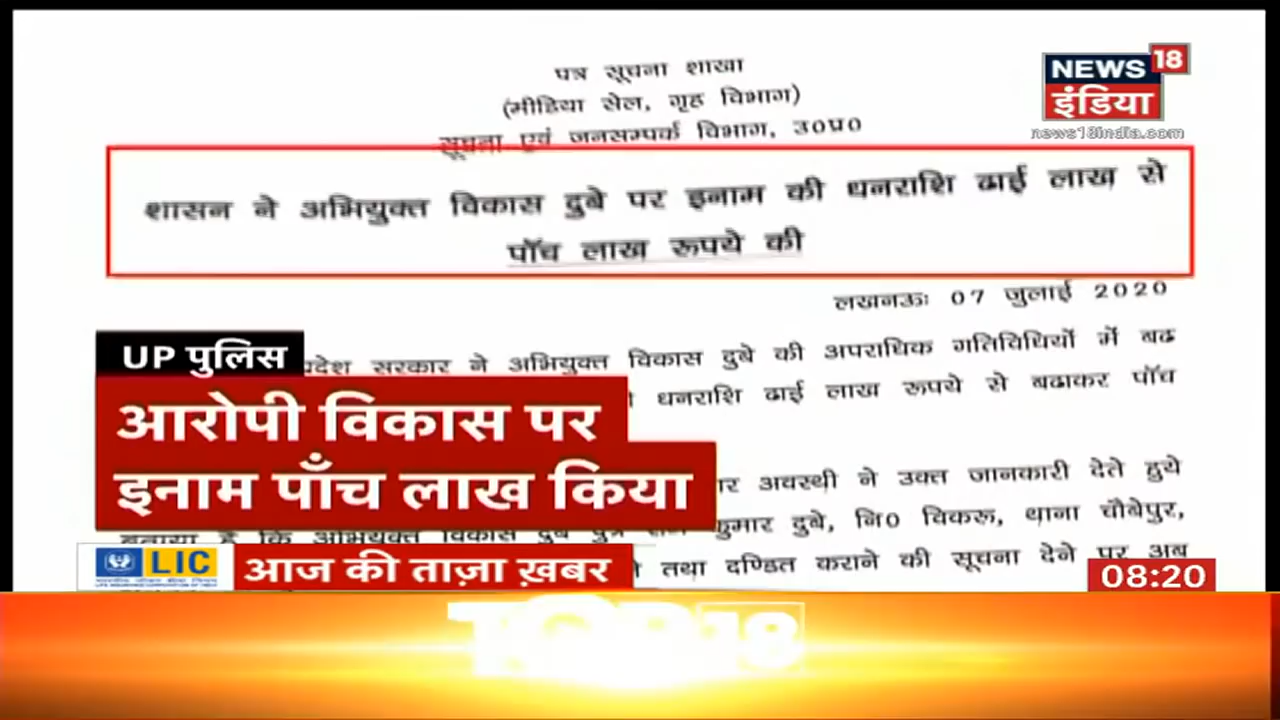 पत्र सूचना शाखा
(मीडिया सेल, गृह विभाग)
सूचना एवं जनसम्पर्क विभाग, उ0प्र0
NEWS 18
इंडिया
news18india.com
शासन ने अभियुक्त विकास दुबे पर इनाम की धनराशि ढाई लाख से
पॉच लाख रूपये की
लखनऊः 07 जुलाई 2020
UP पुलिस
प्रदेश सरकार ने अभियुक्त विकास दुबे की अपराधिक गतिविधियों में बढ
धनराशि ढाई लाख रूपये से बढाकर पॉच
आरोपी विकास पर
इनाम पाँच लाख किया
अवस्थी ने उक्त जानकारी देते हुये
कुमार दुबे, नि0 विकरू, थाना चौबेपुर,
तथा दण्डित कराने की सूचना देने पर अब
LIC
आज की ताज़ा ख़बर
08:20